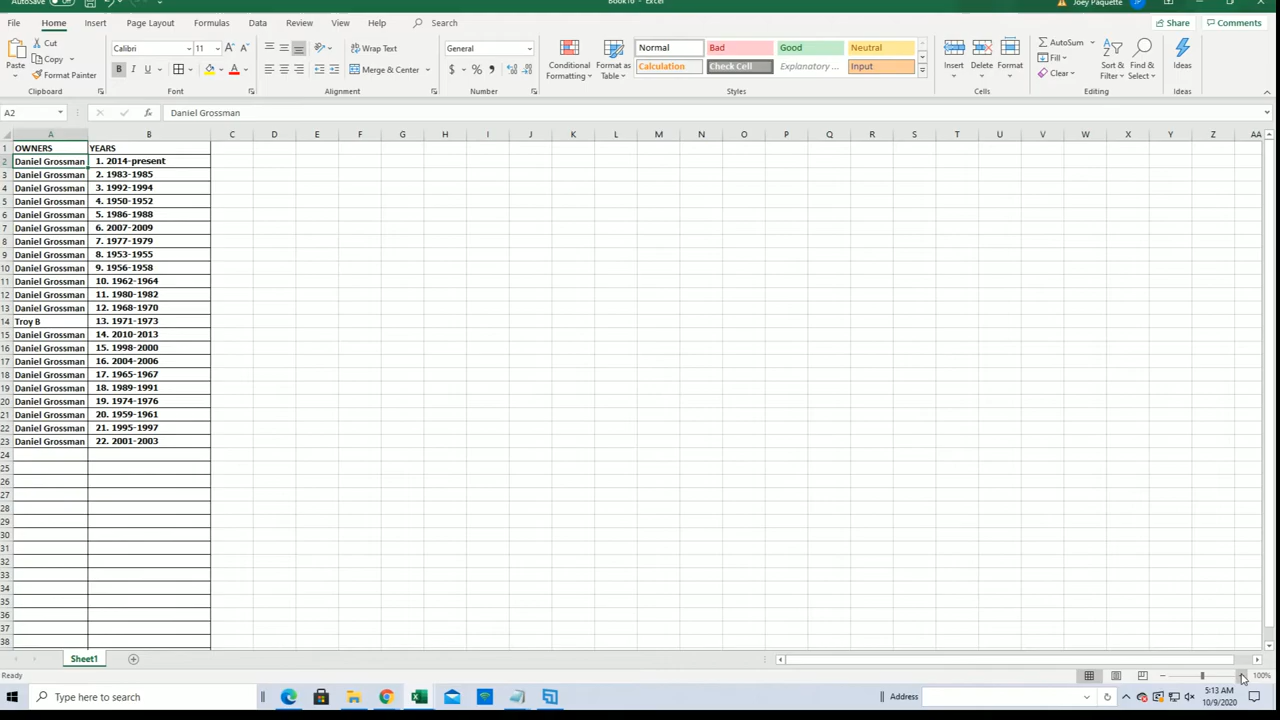 AutoSave Off Book10 - Excel Joey Paquette
File Home Insert Page Layout Formulas Data Review View Help Search Share Comments
Paste Cut Copy Format Painter Clipboard
Calibri 11 B I U A Font
Wrap Text Merge & Center Alignment
General $ % Number
Conditional Formatting Format as Table
Normal Bad Good Neutral
Calculation Check Cell Explanatory ... Input
Styles
Insert Delete Format Cells
AutoSum Fill Clear Sort & Filter Find & Select Editing
Ideas Ideas
A2 fx Daniel Grossman
A B C D E F G H I J K L M N O P Q R S T U V W X Y Z AA
1 OWNERS YEARS
2 Daniel Grossman 1. 2014-present
3 Daniel Grossman 2. 1983-1985
4 Daniel Grossman 3. 1992-1994
5 Daniel Grossman 4. 1950-1952
6 Daniel Grossman 5. 1986-1988
7 Daniel Grossman 6. 2007-2009
8 Daniel Grossman 7. 1977-1979
9 Daniel Grossman 8. 1953-1955
10 Daniel Grossman 9. 1956-1958
11 Daniel Grossman 10. 1962-1964
12 Daniel Grossman 11. 1980-1982
13 Daniel Grossman 12. 1968-1970
14 Troy B 13. 1971-1973
15 Daniel Grossman 14. 2010-2013
16 Daniel Grossman 15. 1998-2000
17 Daniel Grossman 16. 2004-2006
18 Daniel Grossman 17. 1965-1967
19 Daniel Grossman 18. 1989-1991
20 Daniel Grossman 19. 1974-1976
21 Daniel Grossman 20. 1959-1961
22 Daniel Grossman 21. 1995-1997
23 Daniel Grossman 22. 2001-2003
24
25
26
27
28
29
30
31
32
33
34
35
36
37
38
Sheet1
Ready 100%
Type here to search Address 5:13 AM
10/9/2020